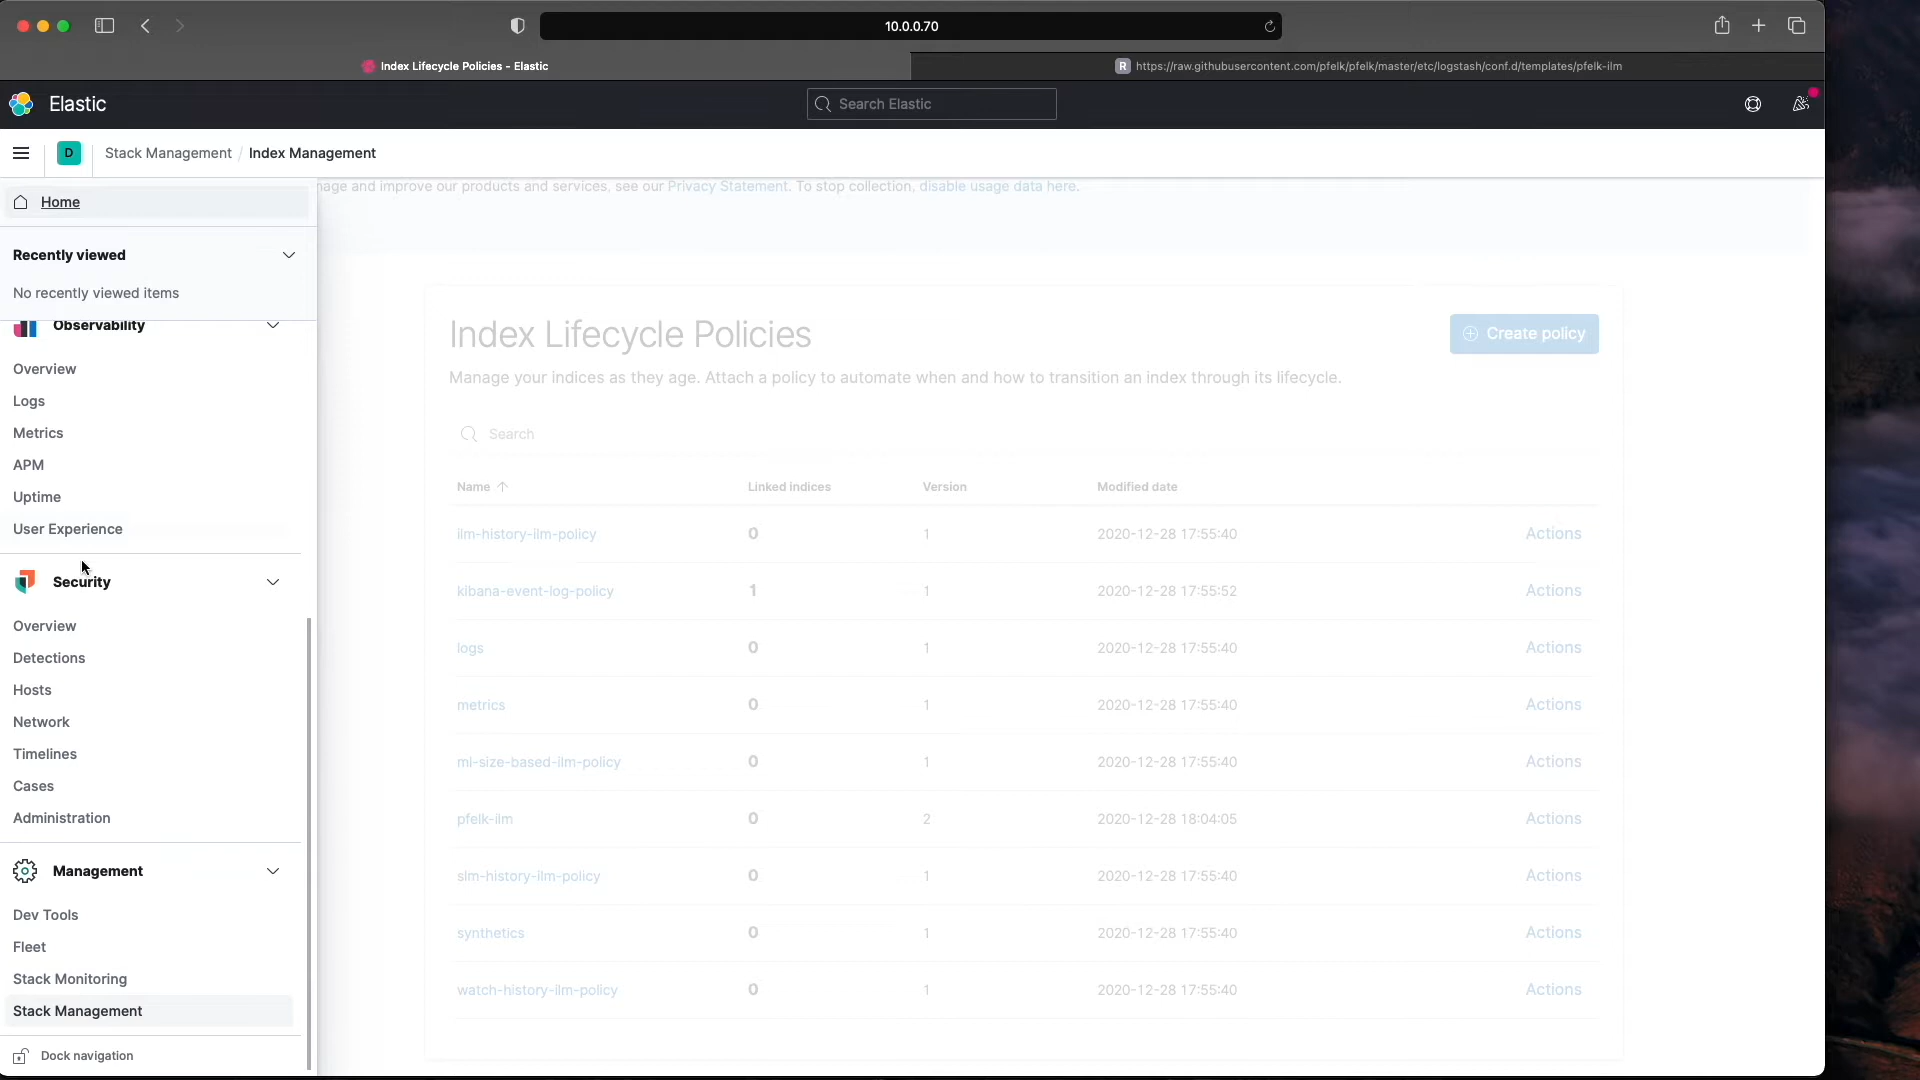 10.0.0.70
Index Lifecycle Policies - Elastic
R https://raw.githubusercontent.com/pfelk/pfelk/master/etc/logstash/conf.d/templates/pfelk-ilm
Elastic
Search Elastic
D
Stack Management / Index Management
Home
nage and improve our products and services, see our Privacy Statement. To stop collection, disable usage data here.
Recently viewed
No recently viewed items
Observability
Overview
Logs
Metrics
APM
Uptime
User Experience
Security
Overview
Detections
Hosts
Network
Timelines
Cases
Administration
Management
Dev Tools
Fleet
Stack Monitoring
Stack Management
Dock navigation
Index Lifecycle Policies
Create policy
Manage your indices as they age. Attach a policy to automate when and how to transition an index through its lifecycle.
Search
Name Linked indices Version Modified date
ilm-history-ilm-policy 0 1 2020-12-28 17:55:40 Actions
kibana-event-log-policy 1 1 2020-12-28 17:55:52 Actions
logs 0 1 2020-12-28 17:55:40 Actions
metrics 0 1 2020-12-28 17:55:40 Actions
ml-size-based-ilm-policy 0 1 2020-12-28 17:55:40 Actions
pfelk-ilm 0 2 2020-12-28 18:04:05 Actions
slm-history-ilm-policy 0 1 2020-12-28 17:55:40 Actions
synthetics 0 1 2020-12-28 17:55:40 Actions
watch-history-ilm-policy 0 1 2020-12-28 17:55:40 Actions